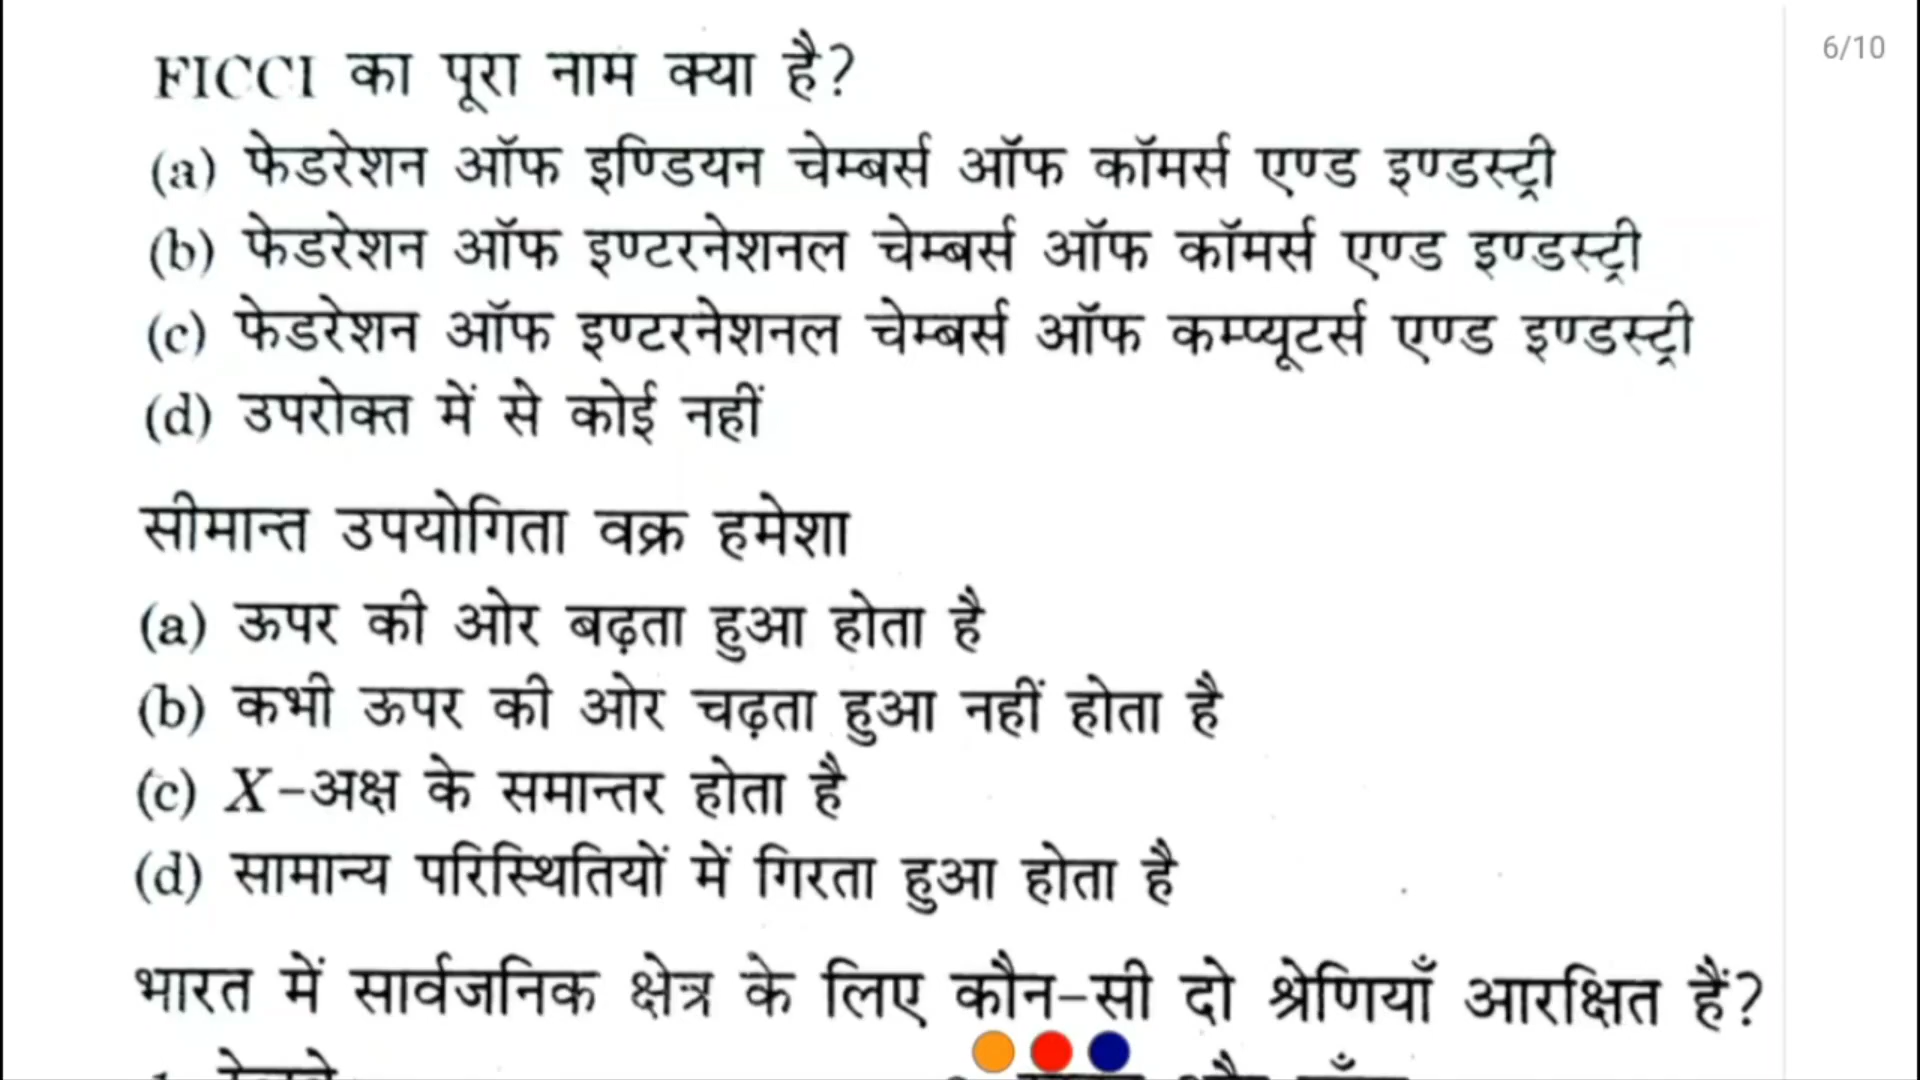 6/10
FICCI का पूरा नाम क्या है?
(a) फेडरेशन ऑफ इण्डियन चेम्बर्स ऑफ कॉमर्स एण्ड इण्डस्ट्री
(b) फेडरेशन ऑफ इण्टरनेशनल चेम्बर्स ऑफ कॉमर्स एण्ड इण्डस्ट्री
(c) फेडरेशन ऑफ इण्टरनेशनल चेम्बर्स ऑफ कम्प्यूटर्स एण्ड इण्डस्ट्री
(d) उपरोक्त में से कोई नहीं
सीमान्त उपयोगिता वक्र हमेशा
(a) ऊपर की ओर बढ़ता हुआ होता है
(b) कभी ऊपर की ओर चढ़ता हुआ नहीं होता है
(c) X-अक्ष के समान्तर होता है
(d) सामान्य परिस्थितियों में गिरता हुआ होता है
भारत में सार्वजनिक क्षेत्र के लिए कौन-सी दो श्रेणियाँ आरक्षित हैं?